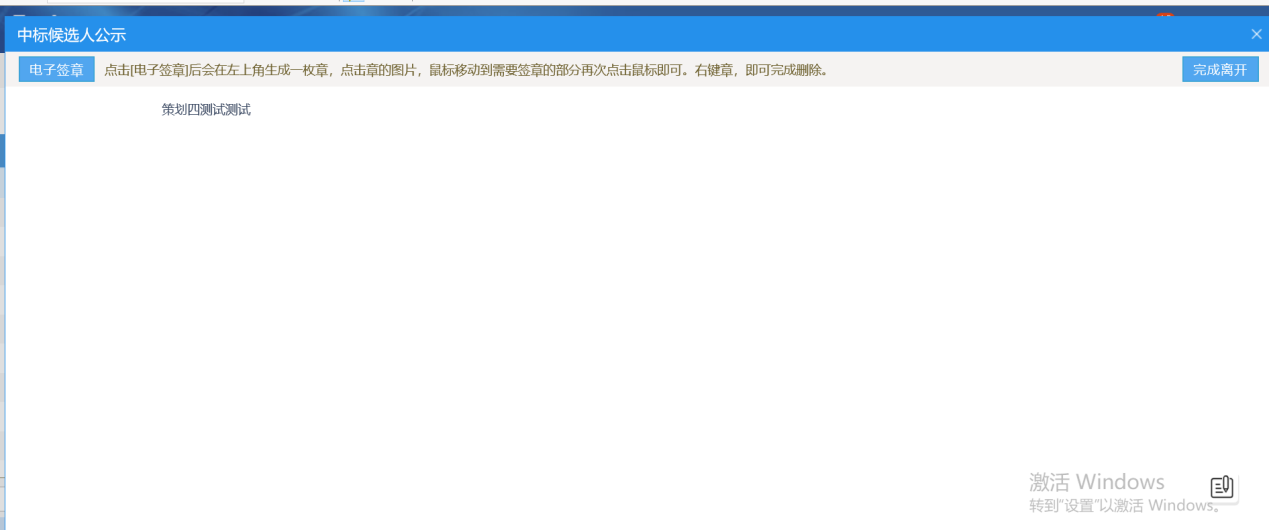 中标候选人公示
电子签章 点击[电子签章]后会在左上角生成一枚章，点击章的图片，鼠标移动到需要签章的部分再次点击鼠标即可。右键章，即可完成删除。 完成离开
策划四测试测试
激活 Windows
转到"设置"以激活 Windows。